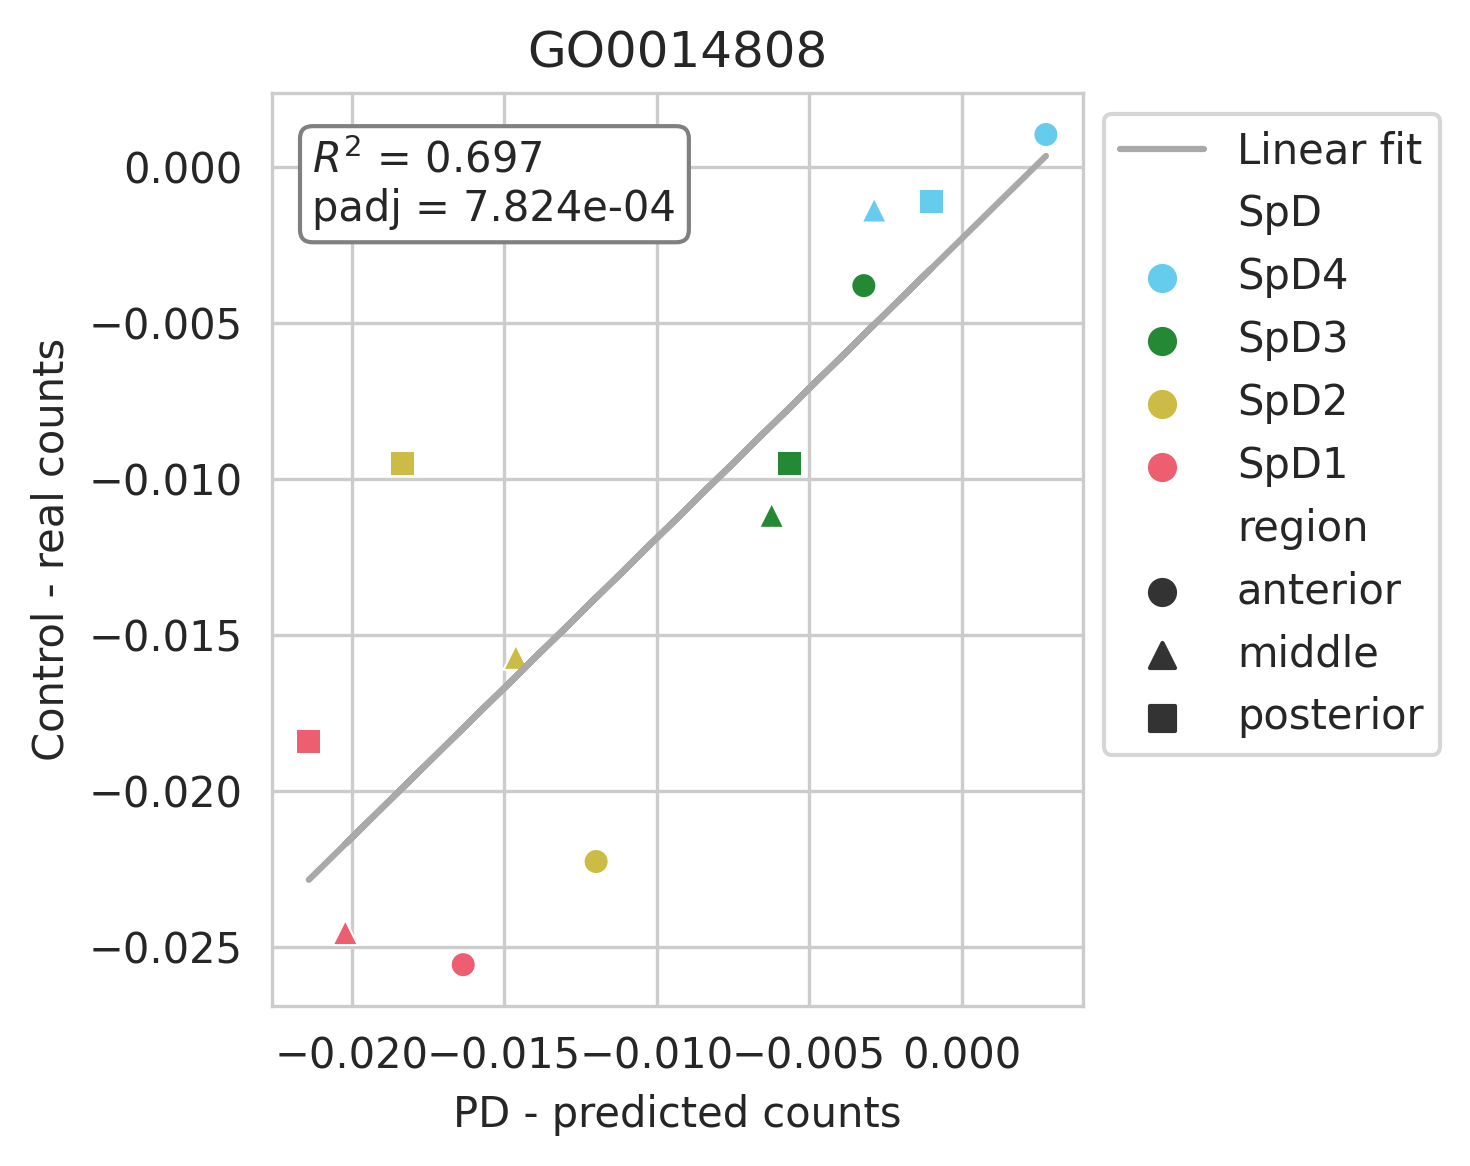 GO0014808
R² = 0.697
padj = 7.824e-04
0.000
−0.005
−0.010
−0.015
−0.020
−0.025
Control - real counts
−0.020
−0.015
−0.010
−0.005
0.000
PD - predicted counts
Linear fit
SpD
SpD4
SpD3
SpD2
SpD1
region
anterior
middle
posterior